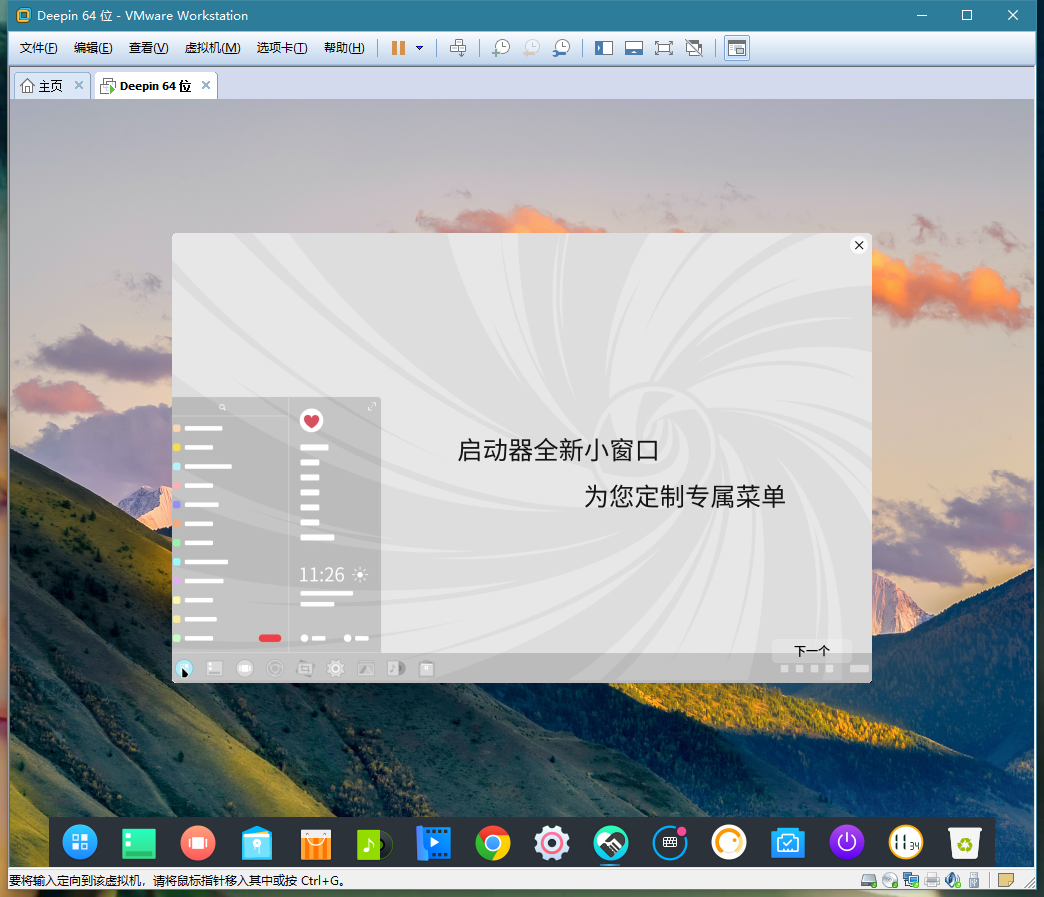 Deepin 64 位 - VMware Workstation
文件(F) 编辑(E) 查看(V) 虚拟机(M) 选项卡(T) 帮助(H)
主页 Deepin 64 位
启动器全新小窗口
为您定制专属菜单
11:26
下一个
11 34
要将输入定向到该虚拟机，请将鼠标指针移入其中或按 Ctrl+G。